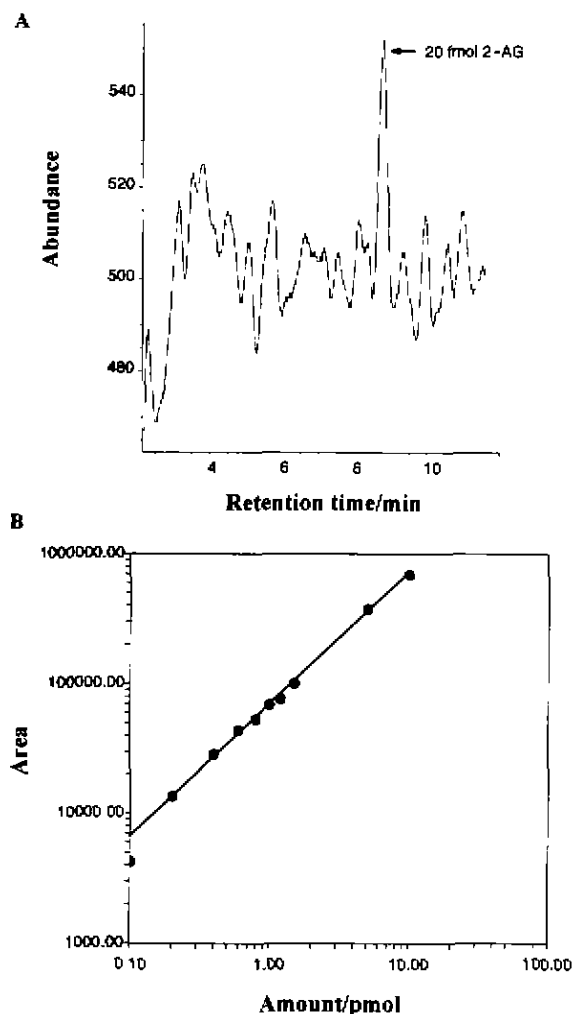 A
20 fmol 2-AG
540
520
500
480
Abundance
4 6 8 10
Retention time/min
B
1000000.00
100000.00
10000.00
1000.00
Area
0 10 1.00 10.00 100.00
Amount/pmol